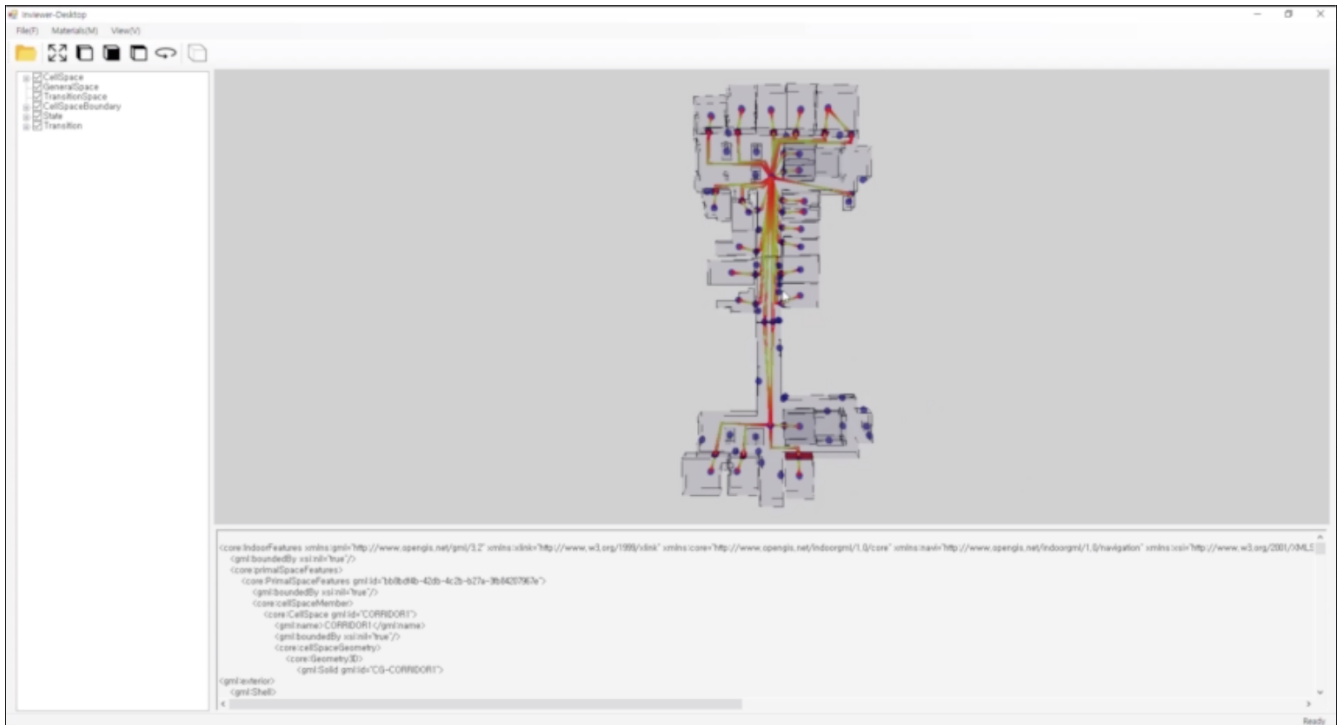 inviewer-Desktop
File(F) Materials(M) View(V)
CellSpace
GeneralSpace
TransitionSpace
CellSpaceBoundary
State
Transition
<core:IndoorFeatures xmlns:gml="http://www.opengis.net/gml/3.2" xmlns:xlink="http://www.w3.org/1999/xlink" xmlns:core="http://www.opengis.net/indoorgml/1.0/core" xmlns:navi="http://www.opengis.net/indoorgml/1.0/navigation" xmlns:xsi="http://www.w3.org/2001/XMLS
<gml:boundedBy xsi:nil="true"/>
<core:primalSpaceFeatures>
<core:PrimalSpaceFeatures gml:id=
<gml:boundedBy xsi:nil="true"/>
<core:cellSpaceMember>
<core:CellSpace gml:id="CORRIDOR1">
<gml:name>CORRIDOR1</gml:name>
<gml:boundedBy xsi:nil="true"/>
<core:cellSpaceGeometry>
<core:Geometry3D>
<gml:Solid gml:id="CG-CORRIDOR1">
<gml:exterior>
<gml:Shell>
Ready